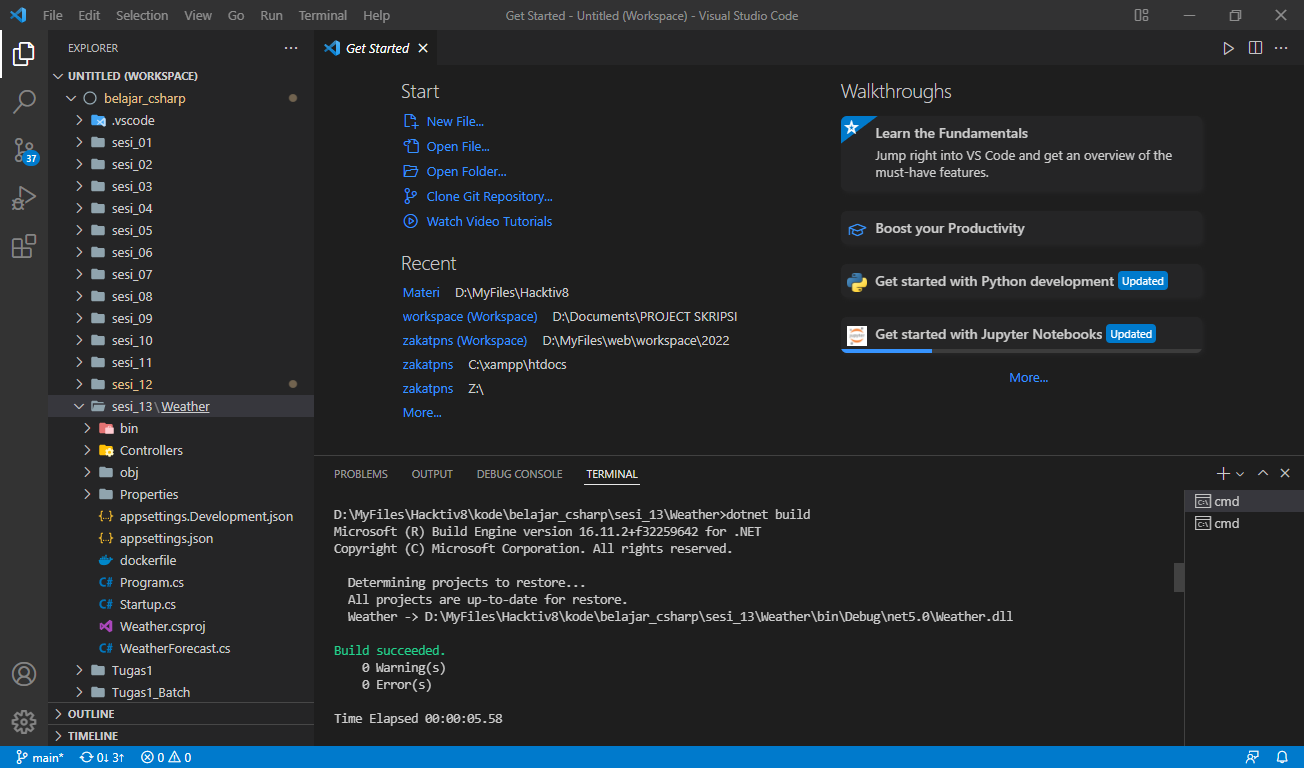 File Edit Selection View Go Run Terminal Help Get Started - Untitled (Workspace) - Visual Studio Code
EXPLORER
UNTITLED (WORKSPACE)
belajar_csharp
.vscode
sesi_01
sesi_02
sesi_03
sesi_04
sesi_05
sesi_06
sesi_07
sesi_08
sesi_09
sesi_10
sesi_11
sesi_12
sesi_13\Weather
bin
Controllers
obj
Properties
{..} appsettings.Development.json
{..} appsettings.json
dockerfile
C# Program.cs
C# Startup.cs
Weather.csproj
C# WeatherForecast.cs
Tugas1
Tugas1_Batch
OUTLINE
TIMELINE
37
Get Started
Start
New File...
Open File...
Open Folder...
Clone Git Repository...
Watch Video Tutorials
Recent
Materi D:\MyFiles\Hacktiv8
workspace (Workspace) D:\Documents\PROJECT SKRIPSI
zakatpns (Workspace) D:\MyFiles\web\workspace\2022
zakatpns C:\xampp\htdocs
zakatpns Z:\
More...
Walkthroughs
Learn the Fundamentals
Jump right into VS Code and get an overview of the
must-have features.
Boost your Productivity
Get started with Python development Updated
Get started with Jupyter Notebooks Updated
More...
PROBLEMS OUTPUT DEBUG CONSOLE TERMINAL
D:\MyFiles\Hacktiv8\kode\belajar_csharp\sesi_13\Weather>dotnet build
Microsoft (R) Build Engine version 16.11.2+f32259642 for .NET
Copyright (C) Microsoft Corporation. All rights reserved.
Determining projects to restore...
All projects are up-to-date for restore.
Weather -> D:\MyFiles\Hacktiv8\kode\belajar_csharp\sesi_13\Weather\bin\Debug\net5.0\Weather.dll
Build succeeded.
0 Warning(s)
0 Error(s)
Time Elapsed 00:00:05.58
cmd
cmd
main* 0↓ 3↑ 0 0